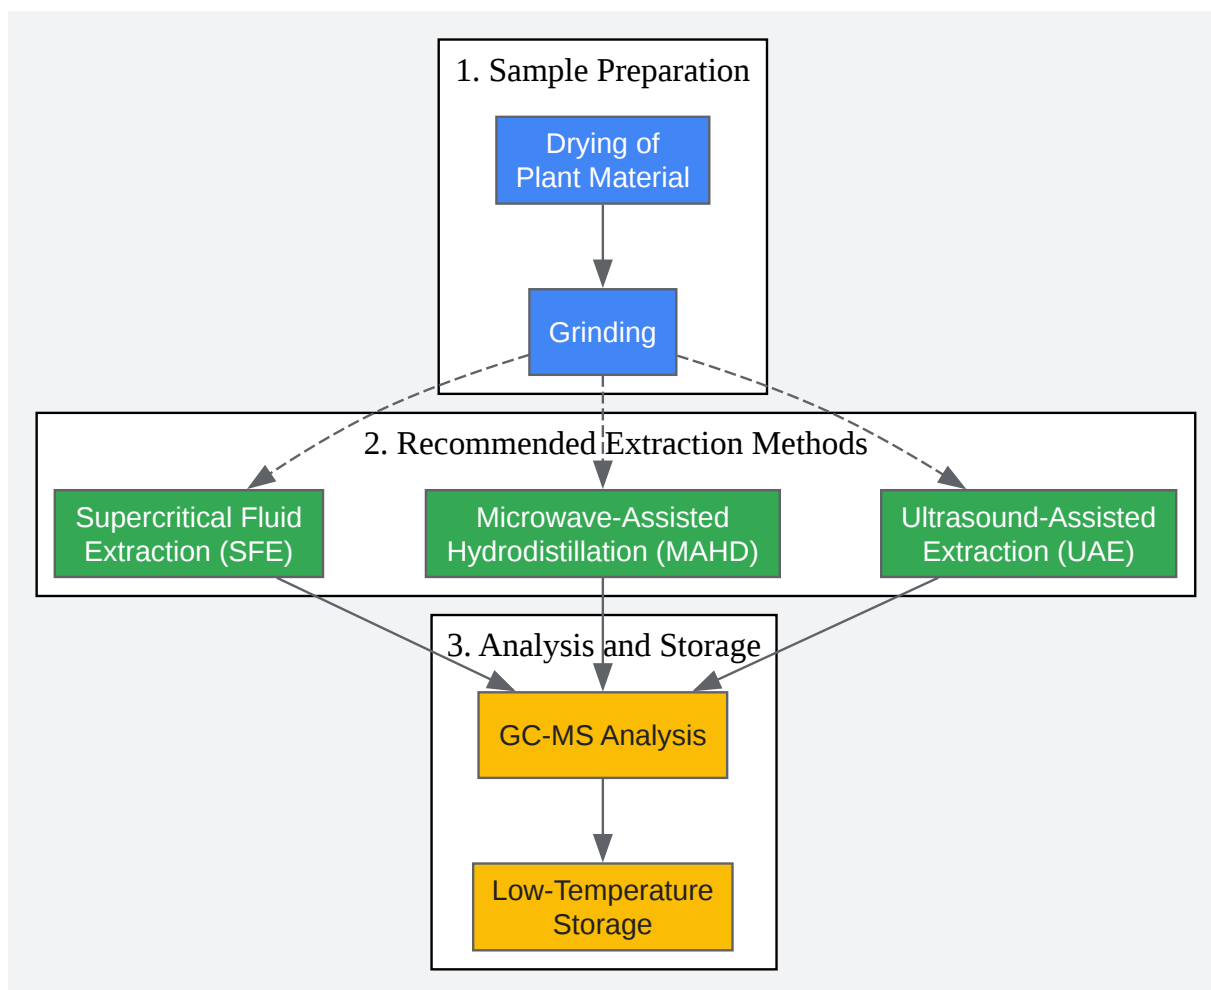 1. Sample Preparation
Drying of
Plant Material
Grinding
2. Recommended Extraction Methods
Supercritical Fluid
Extraction (SFE)
Microwave-Assisted
Hydrodistillation (MAHD)
Ultrasound-Assisted
Extraction (UAE)
3. Analysis and Storage
GC-MS Analysis
Low-Temperature
Storage